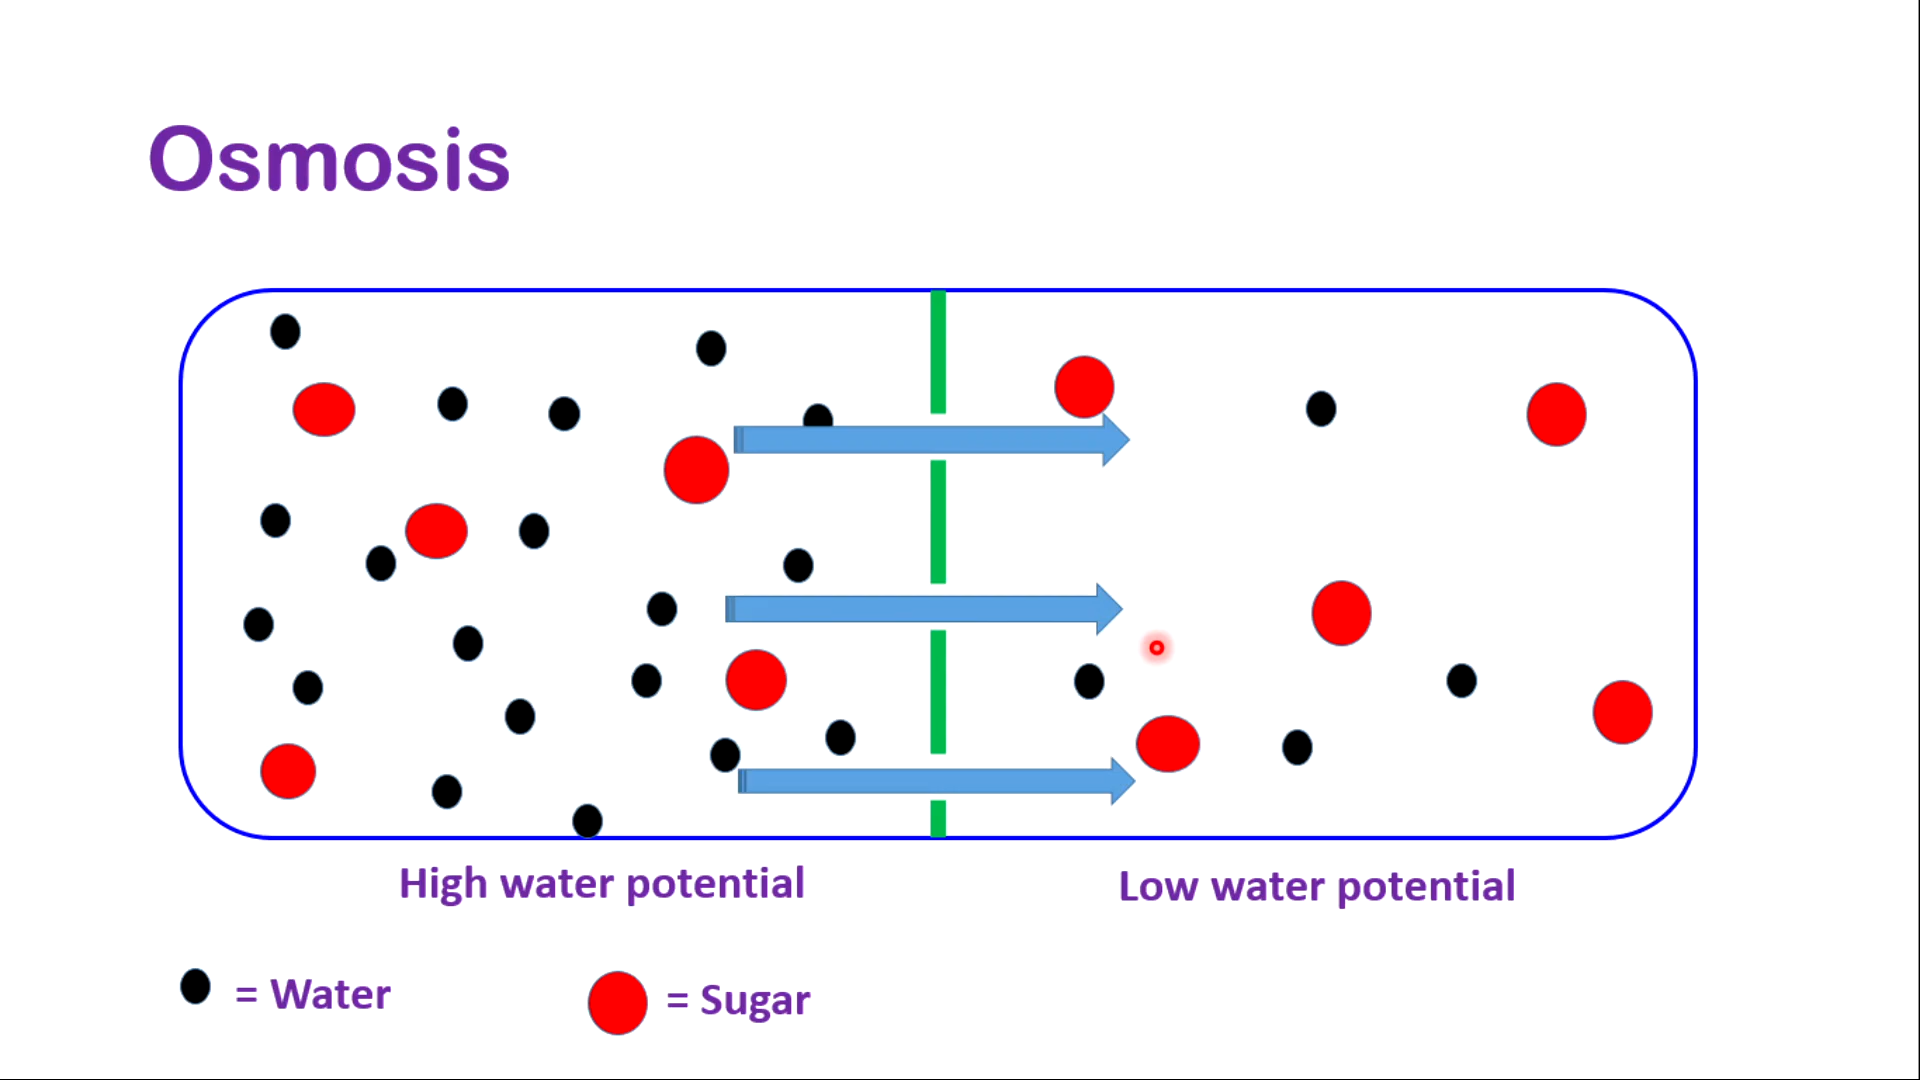 Osmosis
High water potential
Low water potential
= Water
= Sugar